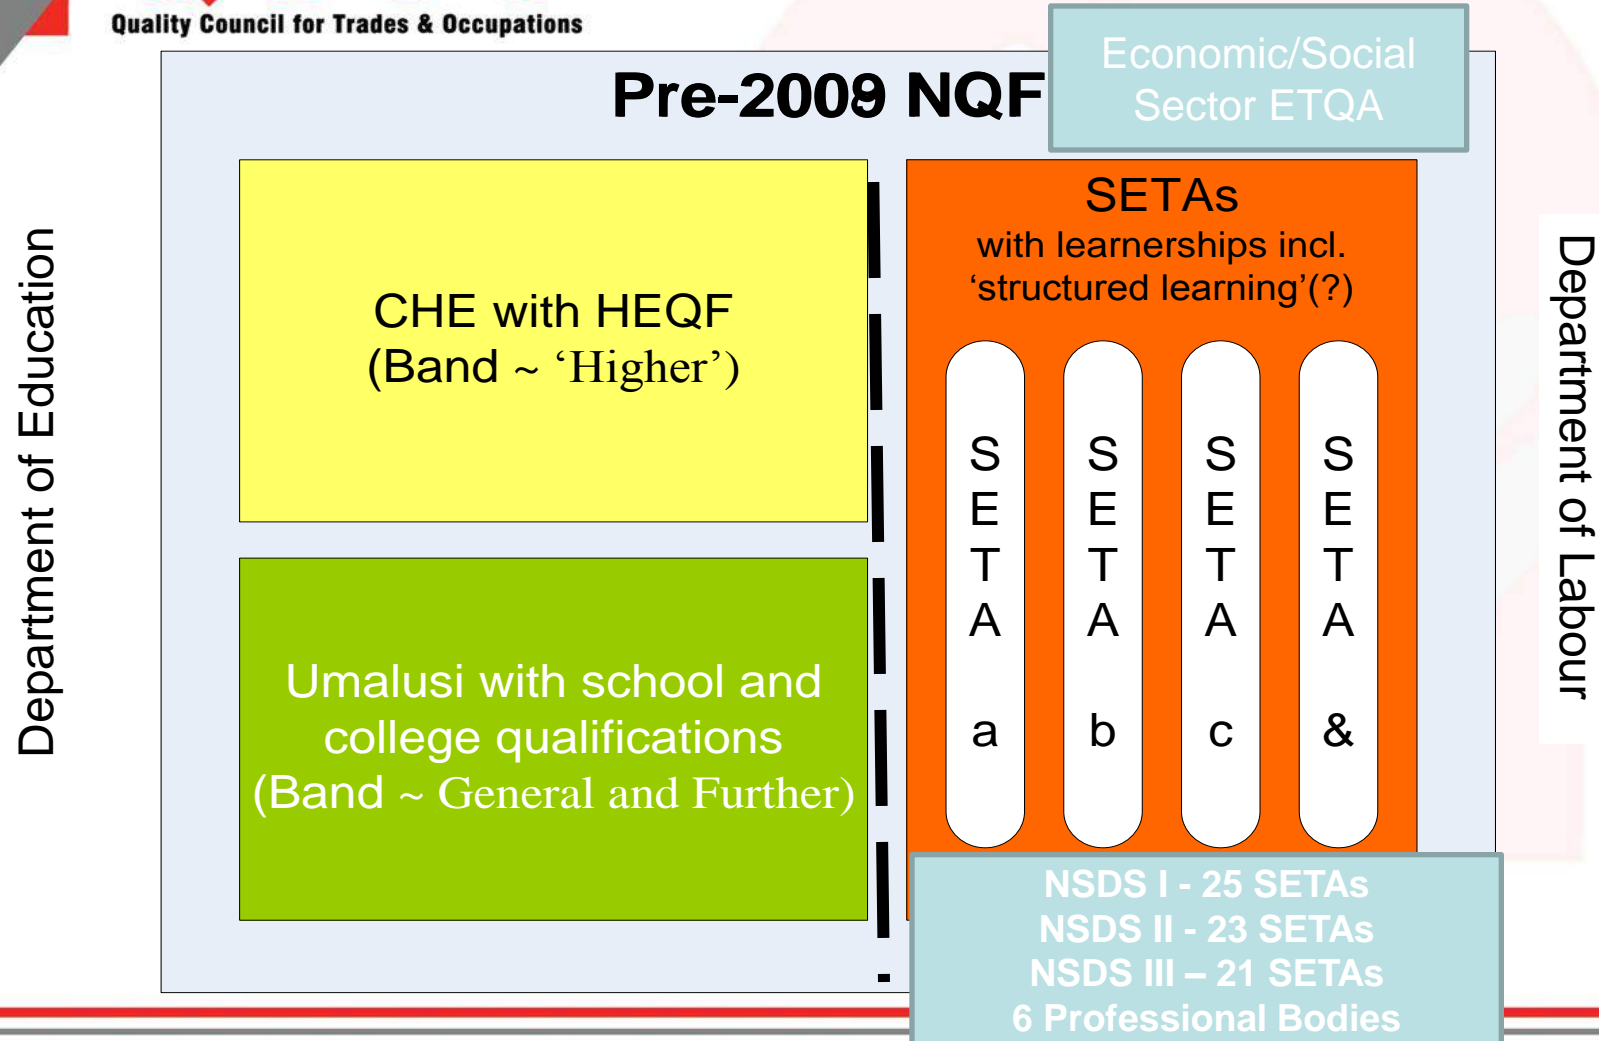 Quality Council for Trades & Occupations
Economic/Social
Sector ETQA
Pre-2009 NQF
Department of Education
CHE with HEQF
(Band ~ ‘Higher’)
Umalusi with school and
college qualifications
(Band ~ General and Further)
SETAs
with learnerships incl.
‘structured learning’(?)
SETA a
SETA b
SETA c
SETA &
Department of Labour
NSDS I - 25 SETAs
NSDS II - 23 SETAs
NSDS III – 21 SETAs
6 Professional Bodies